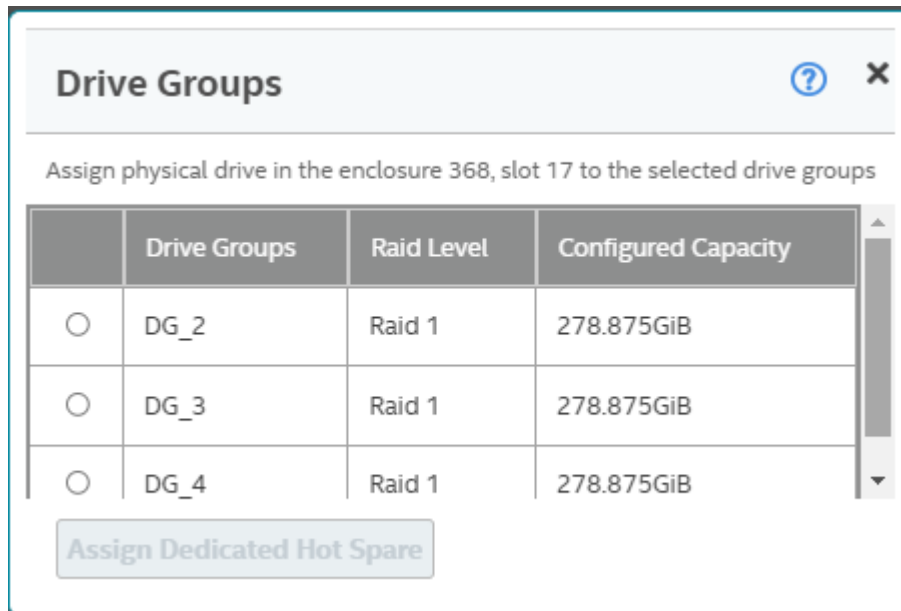 Drive Groups
Assign physical drive in the enclosure 368, slot 17 to the selected drive groups
Drive Groups Raid Level Configured Capacity
DG_2 Raid 1 278.875GiB
DG_3 Raid 1 278.875GiB
DG_4 Raid 1 278.875GiB
Assign Dedicated Hot Spare